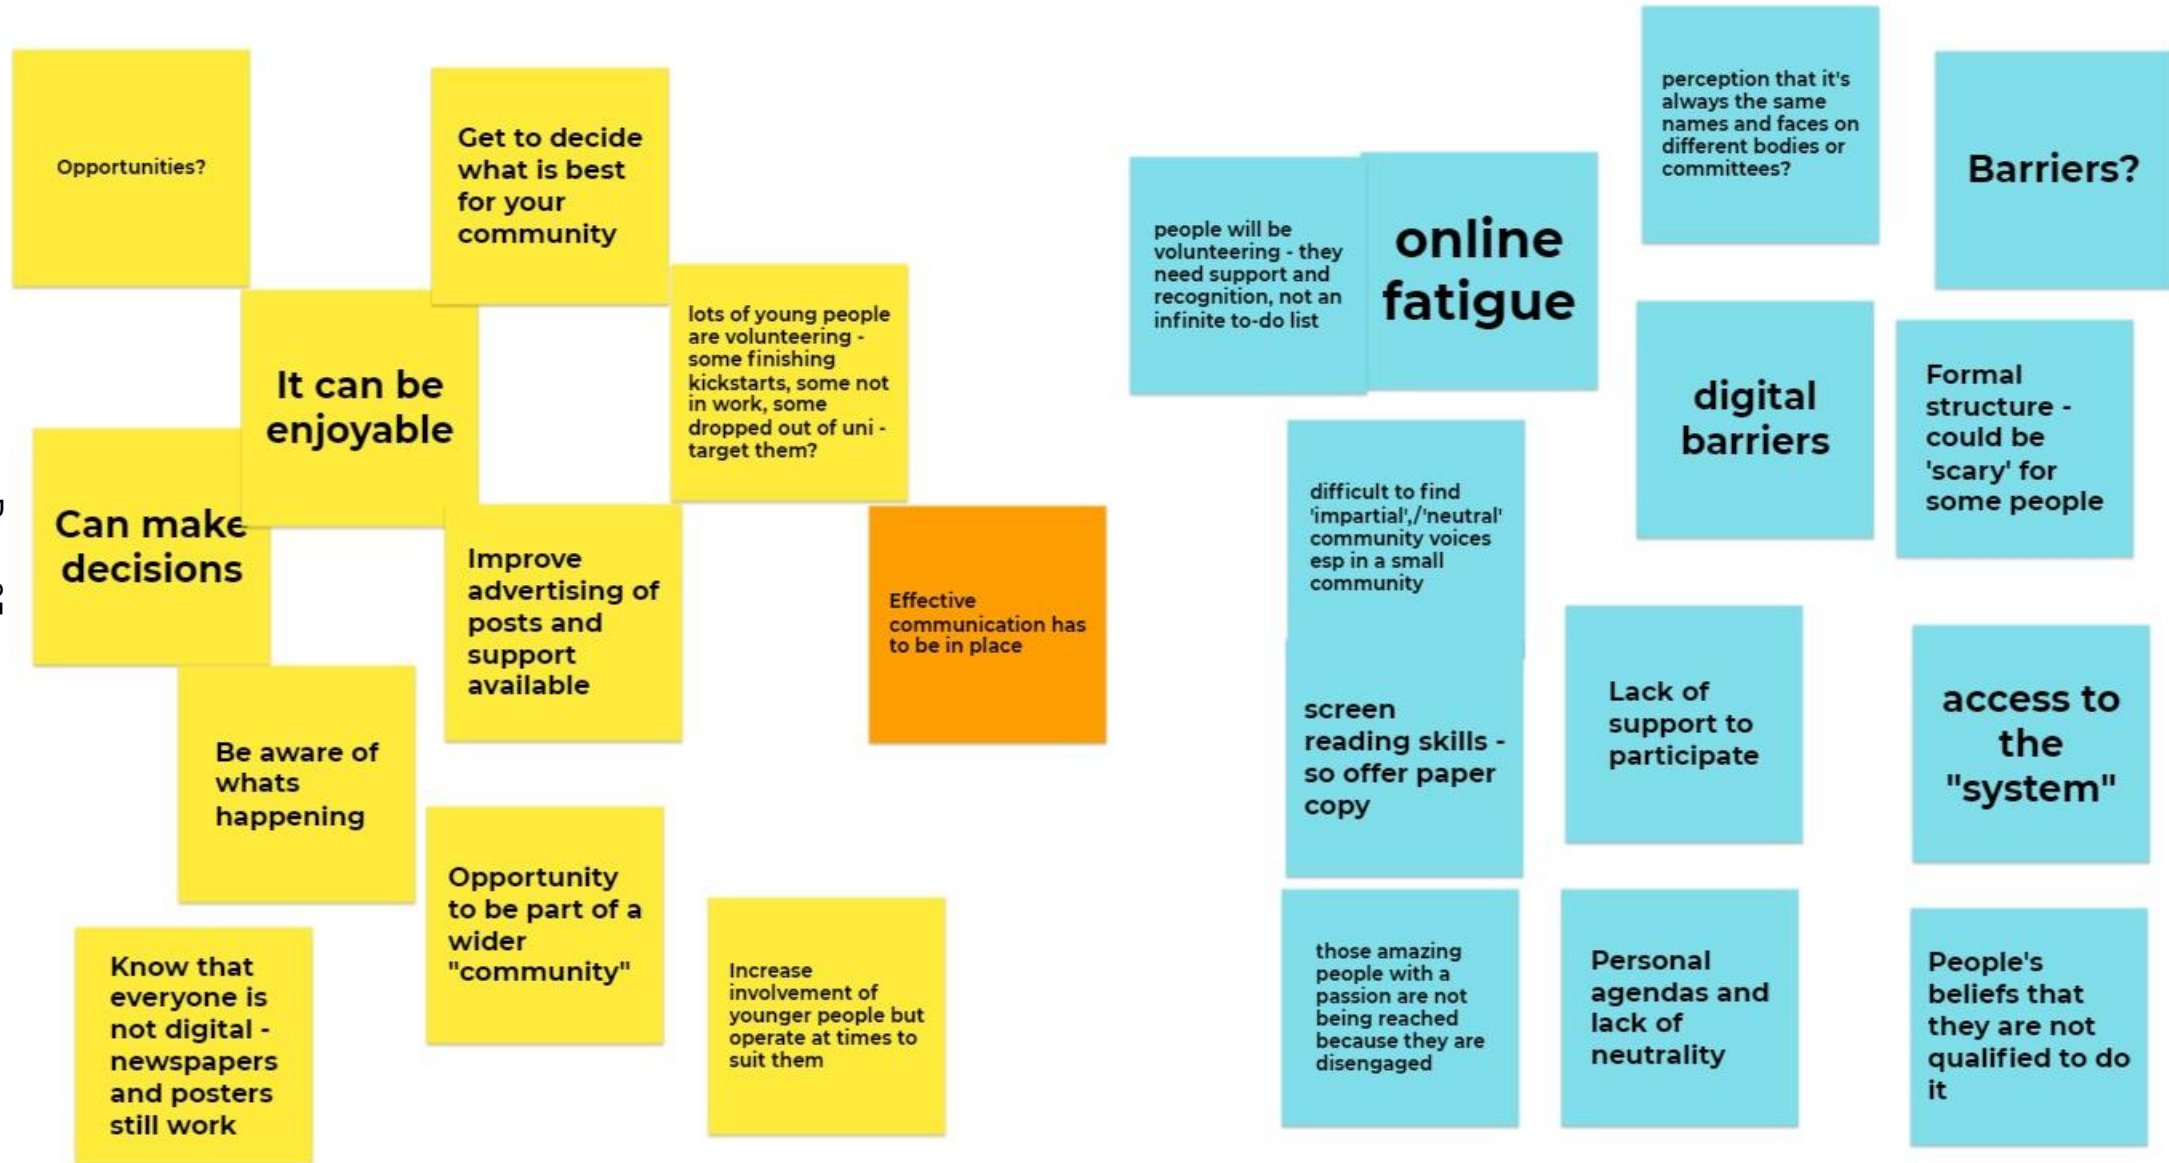 Opportunities?
Get to decide
what is best
for your
community
It can be
enjoyable
lots of young people
are volunteering -
some finishing
kickstarts, some not
in work, some
dropped out of uni -
target them?
Can make
decisions
Improve
advertising of
posts and
support
available
Effective
communication has
to be in place
Be aware of
whats
happening
Opportunity
to be part of a
wider
"community"
Know that
everyone is
not digital -
newspapers
and posters
still work
Increase
involvement of
younger people but
operate at times to
suit them
Barriers?
perception that it's
always the same
names and faces on
different bodies or
committees?
people will be
volunteering - they
need support and
recognition, not an
infinite to-do list
online
fatigue
digital
barriers
Formal
structure -
could be
'scary' for
some people
difficult to find
'impartial',/'neutral'
community voices
esp in a small
community
screen
reading skills -
so offer paper
copy
Lack of
support to
participate
access to
the
"system"
those amazing
people with a
passion are not
being reached
because they are
disengaged
Personal
agendas and
lack of
neutrality
People's
beliefs that
they are not
qualified to do
it